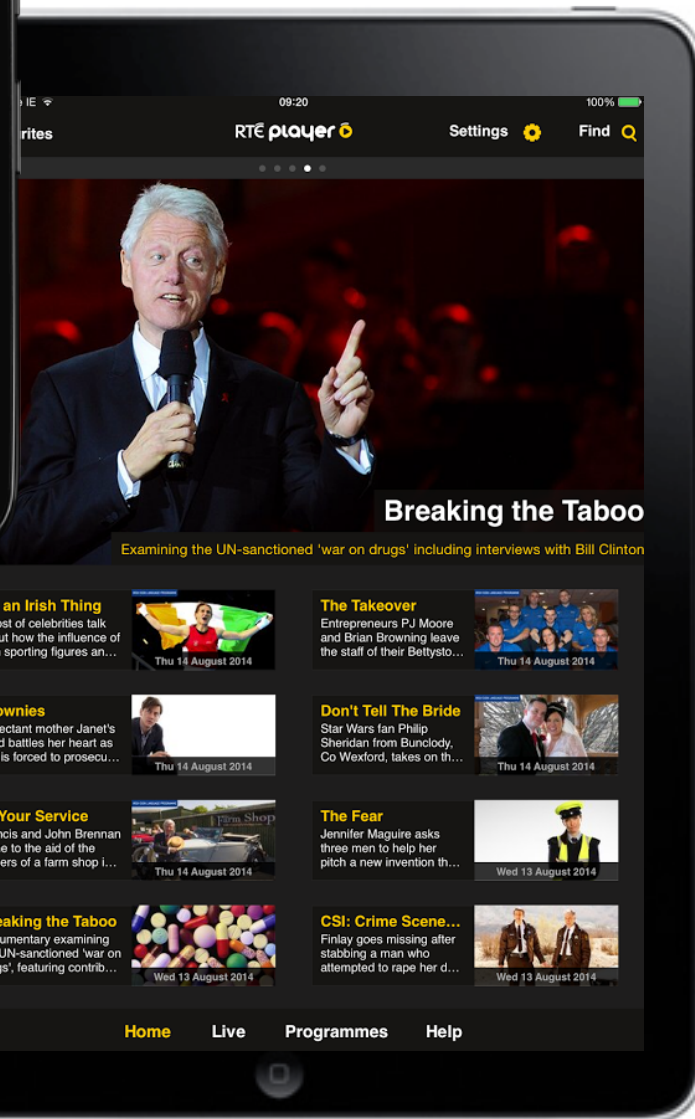 IE
09:20
100%
rites
RTÉ player
Settings
Find
Breaking the Taboo
Examining the UN-sanctioned 'war on drugs' including interviews with Bill Clinton
an Irish Thing
ost of celebrities talk
ut how the influence of
sporting figures an...
Thu 14 August 2014
The Takeover
Entrepreneurs PJ Moore
and Brian Browning leave
the staff of their Bettysto...
Thu 14 August 2014
ownies
ectant mother Janet's
d battles her heart as
is forced to prosecu...
Thu 14 August 2014
Don't Tell The Bride
Star Wars fan Philip
Sheridan from Bunclody,
Co Wexford, takes on th...
Thu 14 August 2014
Your Service
ncis and John Brennan
e to the aid of the
ers of a farm shop i...
Farm Shop
Thu 14 August 2014
The Fear
Jennifer Maguire asks
three men to help her
pitch a new invention th...
Wed 13 August 2014
eaking the Taboo
umentary examining
UN-sanctioned 'war on
gs', featuring contrib...
Wed 13 August 2014
CSI: Crime Scene...
Finlay goes missing after
stabbing a man who
attempted to rape her d...
Wed 13 August 2014
Home
Live
Programmes
Help